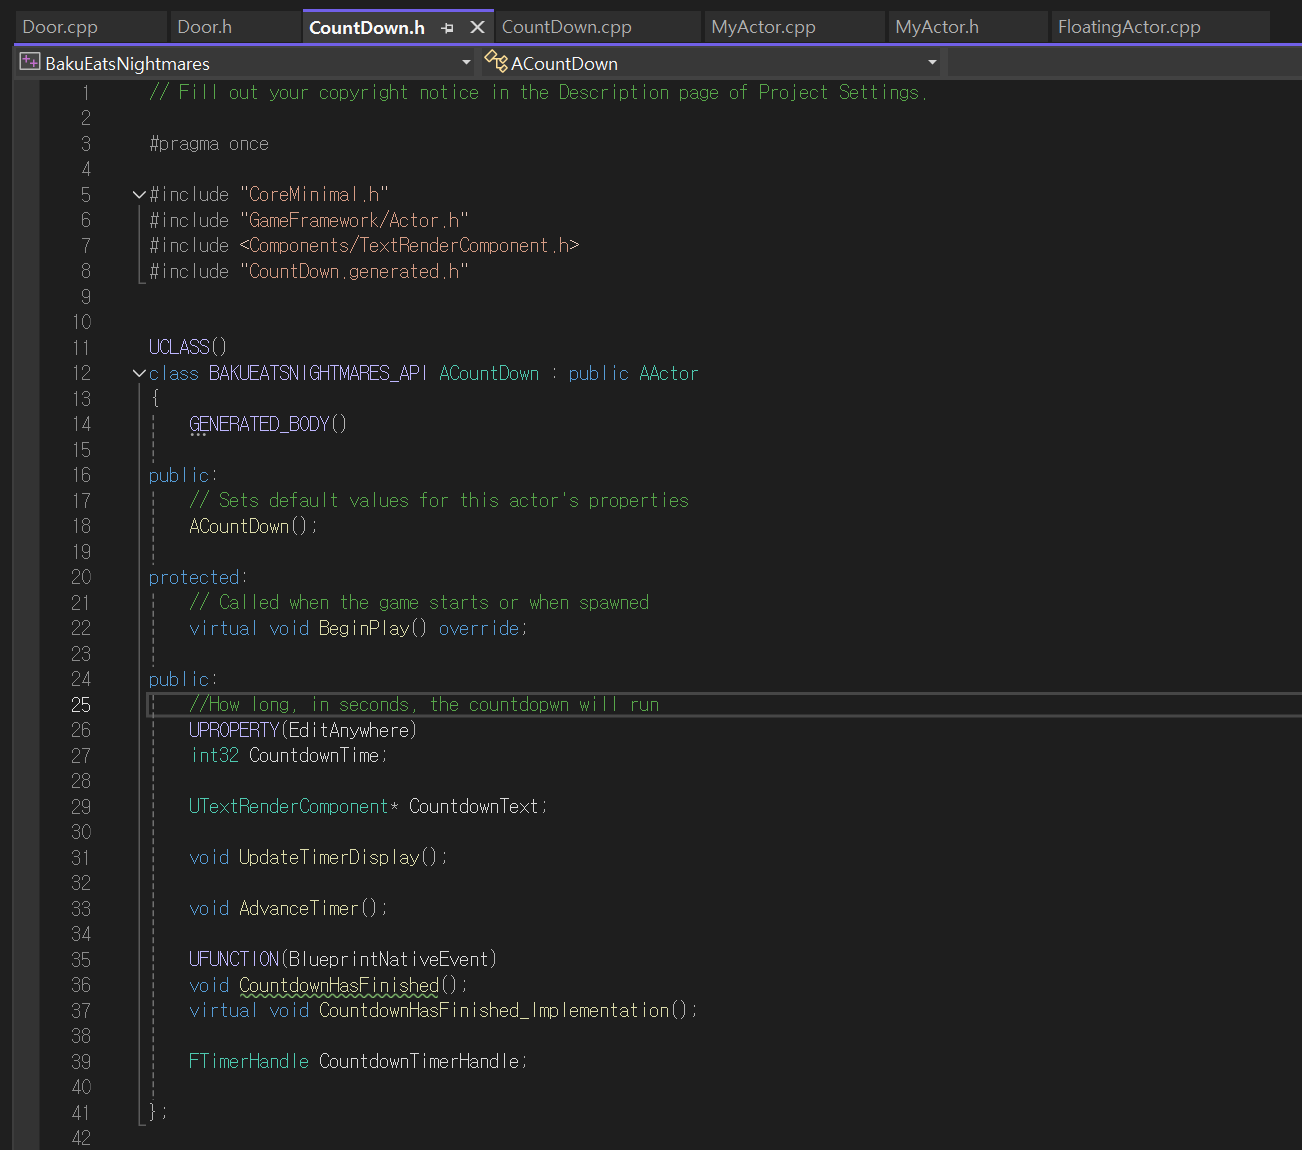 Door.cpp Door.h CountDown.h CountDown.cpp MyActor.cpp MyActor.h FloatingActor.cpp
BakuEatsNightmares ACountDown
1 // Fill out your copyright notice in the Description page of Project Settings.
2
3 #pragma once
4
5 #include "CoreMinimal.h"
6 #include "GameFramework/Actor.h"
7 #include <Components/TextRenderComponent.h>
8 #include "CountDown.generated.h"
9
10
11 UCLASS()
12 class BAKUEATSNIGHTMARES_API ACountDown : public AActor
13 {
14 GENERATED_BODY()
15
16 public:
17 // Sets default values for this actor's properties
18 ACountDown();
19
20 protected:
21 // Called when the game starts or when spawned
22 virtual void BeginPlay() override;
23
24 public:
25 //How long, in seconds, the countdopwn will run
26 UPROPERTY(EditAnywhere)
27 int32 CountdownTime;
28
29 UTextRenderComponent* CountdownText;
30
31 void UpdateTimerDisplay();
32
33 void AdvanceTimer();
34
35 UFUNCTION(BlueprintNativeEvent)
36 void CountdownHasFinished();
37 virtual void CountdownHasFinished_Implementation();
38
39 FTimerHandle CountdownTimerHandle;
40
41 };
42